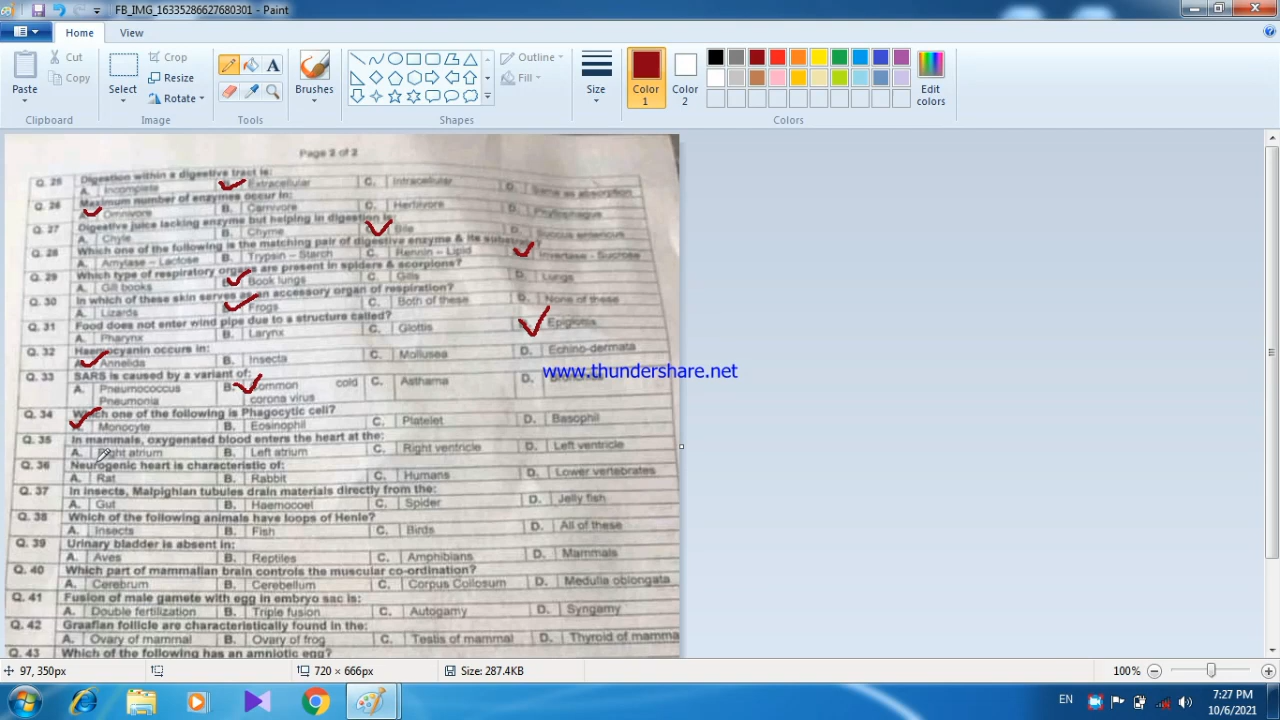 FB_IMG_16335286627680301 - Paint
Home View
Paste Cut Copy
Clipboard
Select Crop Resize Rotate
Image
Tools
Brushes
Shapes
Outline Fill
Size
Color 1
Color 2
Edit colors
Colors
Page 2 of 2
Q. 25 Digestion within a digestive tract is:
A. Incomplete Extracellular C. Intracellular D. Same as absorption
Q. 26 Maximum number of enzymes occur in:
Omnivore B. Carnivore C. Herbivore D. Phytophagus
Q. 27 Digestive juice lacking enzyme but helping in digestion is:
A. Chyle B. Chyme Bile D. Succus entericus
Q. 28 Which one of the following is the matching pair of digestive enzyme & its
A. Amylase – Lactose B. Trypsin – Starch C. Rennin – Lipid Invertase - Sucrose
Q. 29 Which type of respiratory organs are present in spiders & scorpions?
A. Gill books Book lungs C. Gills D. Lungs
Q. 30 In which of these skin serves as an accessory organ of respiration?
A. Lizards Frogs C. Both of these D. None of these
Q. 31 Food does not enter wind pipe due to a structure called?
A. Pharynx B. Larynx C. Glottis Epiglottis
Q. 32 Haemocyanin occurs in:
A. Annelida B. Insecta C. Mollusca D. Echino-dermata
Q. 33 SARS is caused by a variant of:
A. Pneumococcus B. Common cold C. Asthama D.
Pneumonia corona virus
www.thundershare.net
Q. 34 Which one of the following is Phagocytic cell?
A. Monocyte B. Eosinophil C. Platelet D. Basophil
Q. 35 In mammals, oxygenated blood enters the heart at the:
A. Right atrium B. Left atrium C. Right ventricle D. Left ventricle
Q. 36 Neurogenic heart is characteristic of:
A. Rat B. Rabbit C. Humans D. Lower vertebrates
Q. 37 In insects, Malpighian tubules drain materials directly from the:
A. Gut B. Haemocoel C. Spider D. Jelly fish
Q. 38 Which of the following animals have loops of Henle?
A. Insects B. Fish C. Birds D. All of these
Q. 39 Urinary bladder is absent in:
A. Aves B. Reptiles C. Amphibians D. Mammals
Q. 40 Which part of mammalian brain controls the muscular co-ordination?
A. Cerebrum B. Cerebellum C. Corpus Collosum D. Medulla oblongata
Q. 41 Fusion of male gamete with egg in embryo sac is:
A. Double fertilization B. Triple fusion C. Autogamy D. Syngamy
Q. 42 Graafian follicle are characteristically found in the:
A. Ovary of mammal B. Ovary of frog C. Testis of mammal D. Thyroid of mamma
Q. 43 Which of the following has an amniotic egg?
97, 350px 720 × 666px Size: 287.4KB 100%
EN 7:27 PM
10/6/2021